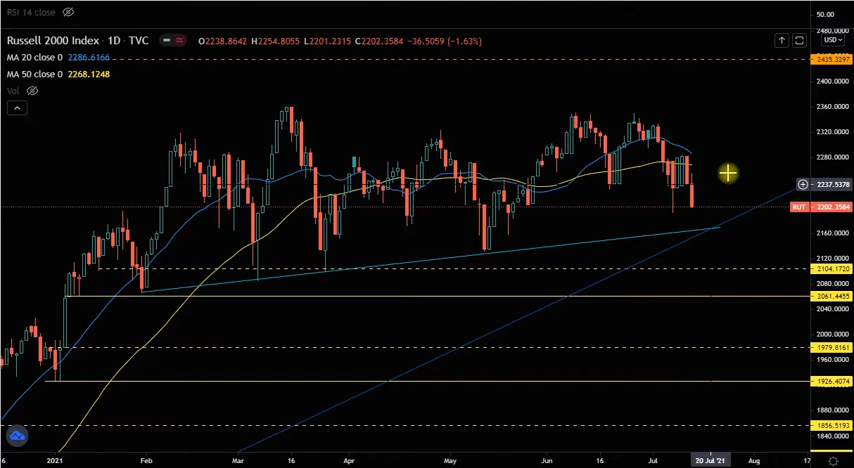 RSI 14 close
Russell 2000 Index · 1D · TVC O2238.8642 H2254.8055 L2201.2315 C2202.3584 −36.5059 (−1.63%)
MA 20 close 0 2286.6166
MA 50 close 0 2268.1248
Vol
50.00
2480.0000
USD
2435.3297
2400.0000
2360.0000
2320.0000
2280.0000
2237.5378
RUT 2202.3584
2160.0000
2120.0000
2104.1720
2080.0000
2061.4455
2040.0000
2000.0000
1979.8161
1960.0000
1926.4074
1880.0000
1856.5193
1840.0000
6 2021 Feb Mar 16 Apr May Jun 16 Jul 20 Jul '21 Aug 17